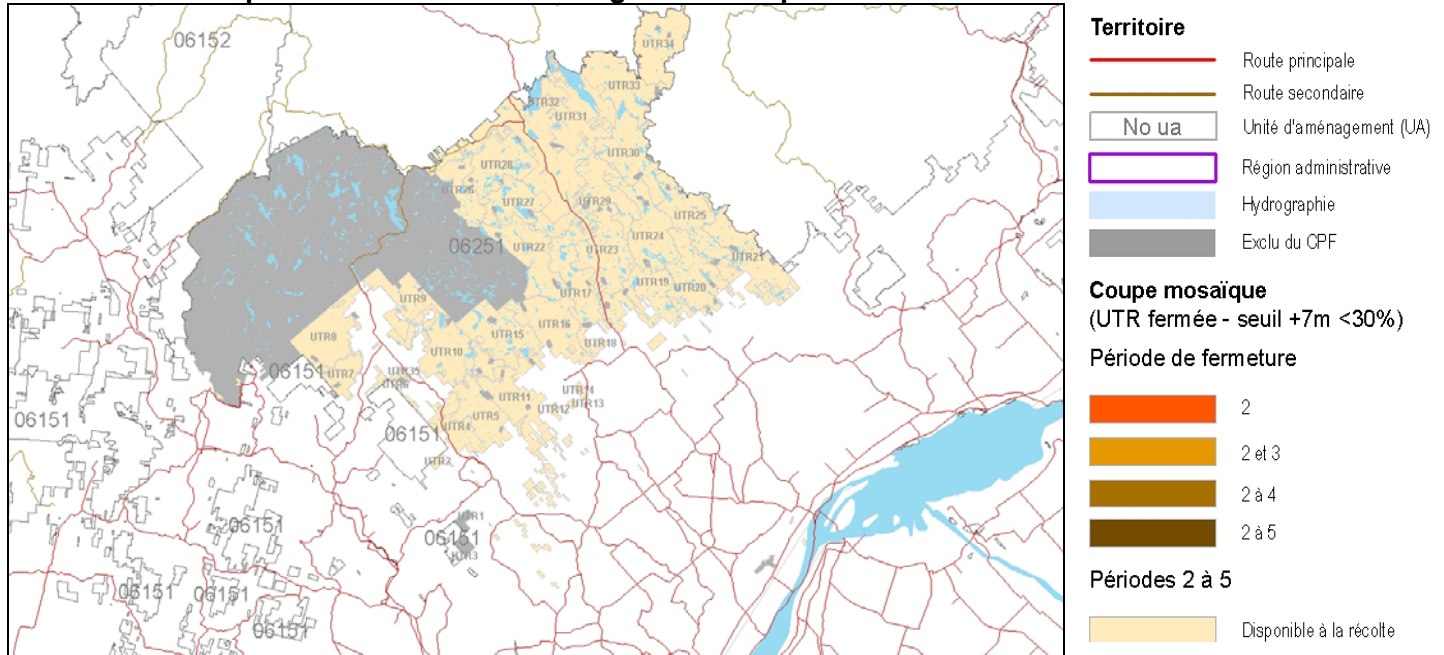 06152
UTR34
UTR33
UTR32
UTR31
UTR30
UTR28
UTR26
UTR27
UTR29
UTR25
UTR24
06251
UTR22
UTR23
UTR21
UTR19
UTR20
UTR17
UTR9
UTR16
UTR15
UTR18
UTR8
UTR10
06151
UTR7
UTR35
UTR6
UTR11
UTR13
UTR12
UTR5
06151
UTR4
06151
UTR2
UTR1
06151
06151
UTR3
06151
06151
06151
Territoire
Route principale
Route secondaire
No ua
Unité d'aménagement (UA)
Région administrative
Hydrographie
Exclu du CPF
Coupe mosaïque
(UTR fermée - seuil +7m <30%)
Période de fermeture
2
2 et 3
2 à 4
2 à 5
Périodes 2 à 5
Disponible à la récolte